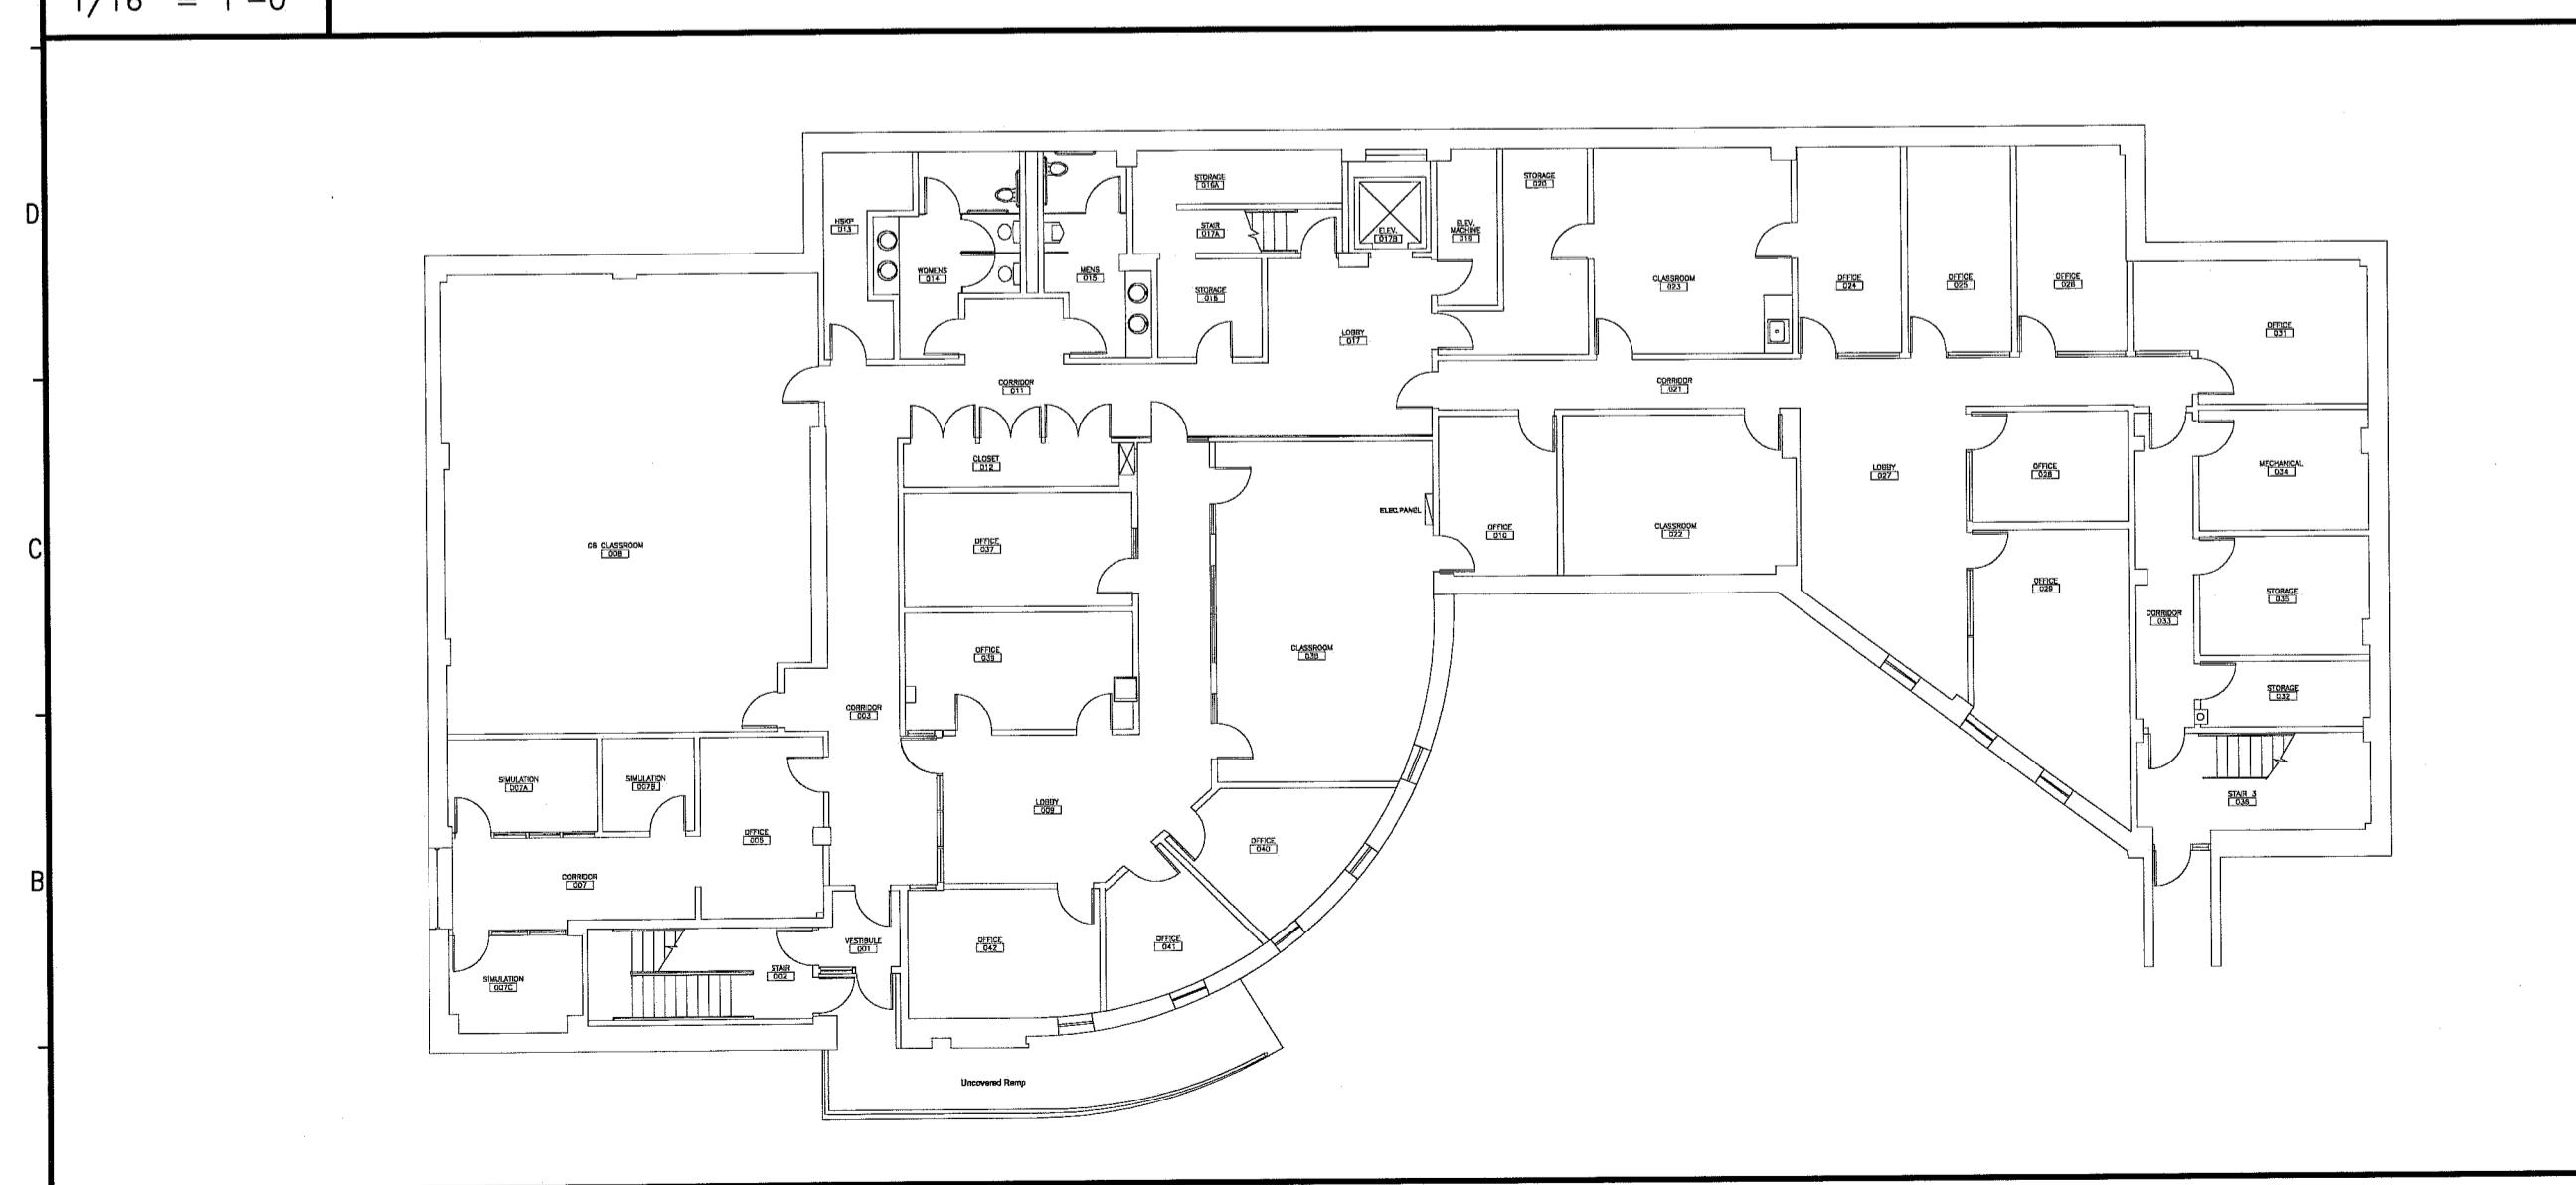 1/16" = 1'-0"
D
C
B
HSKP
013
WOMENS
014
MENS
015
STORAGE
016A
STAIR
017A
STORAGE
016
ELEV.
017B
ELEV.
MACHINE
018
STORAGE
020
CLASSROOM
023
OFFICE
024
OFFICE
025
OFFICE
026
OFFICE
031
LOBBY
017
CORRIDOR
011
CORRIDOR
021
CLOSET
012
CS CLASSROOM
008
OFFICE
037
ELEC.PANEL
OFFICE
010
CLASSROOM
022
LOBBY
027
OFFICE
028
MECHANICAL
034
OFFICE
029
STORAGE
035
CORRIDOR
033
OFFICE
039
CLASSROOM
038
STORAGE
032
CORRIDOR
003
SIMULATION
007A
SIMULATION
007B
OFFICE
005
LOBBY
009
OFFICE
040
STAIR 3
036
CORRIDOR
007
VESTIBULE
001
OFFICE
042
OFFICE
041
STAIR
002
SIMULATION
007C
Uncovered Ramp